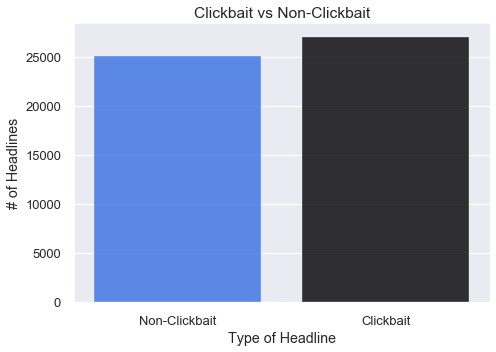 Clickbait vs Non-Clickbait
# of Headlines
25000
20000
15000
10000
5000
0
Non-Clickbait
Clickbait
Type of Headline